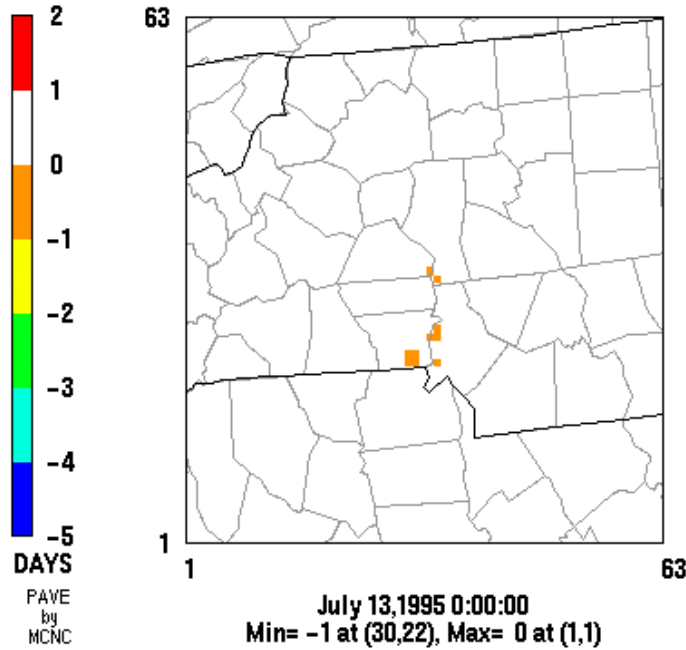 2
1
0
-1
-2
-3
-4
-5
DAYS
PAVE
by
MCNC
63
1
1
63
July 13,1995 0:00:00
Min= -1 at (30,22), Max= 0 at (1,1)